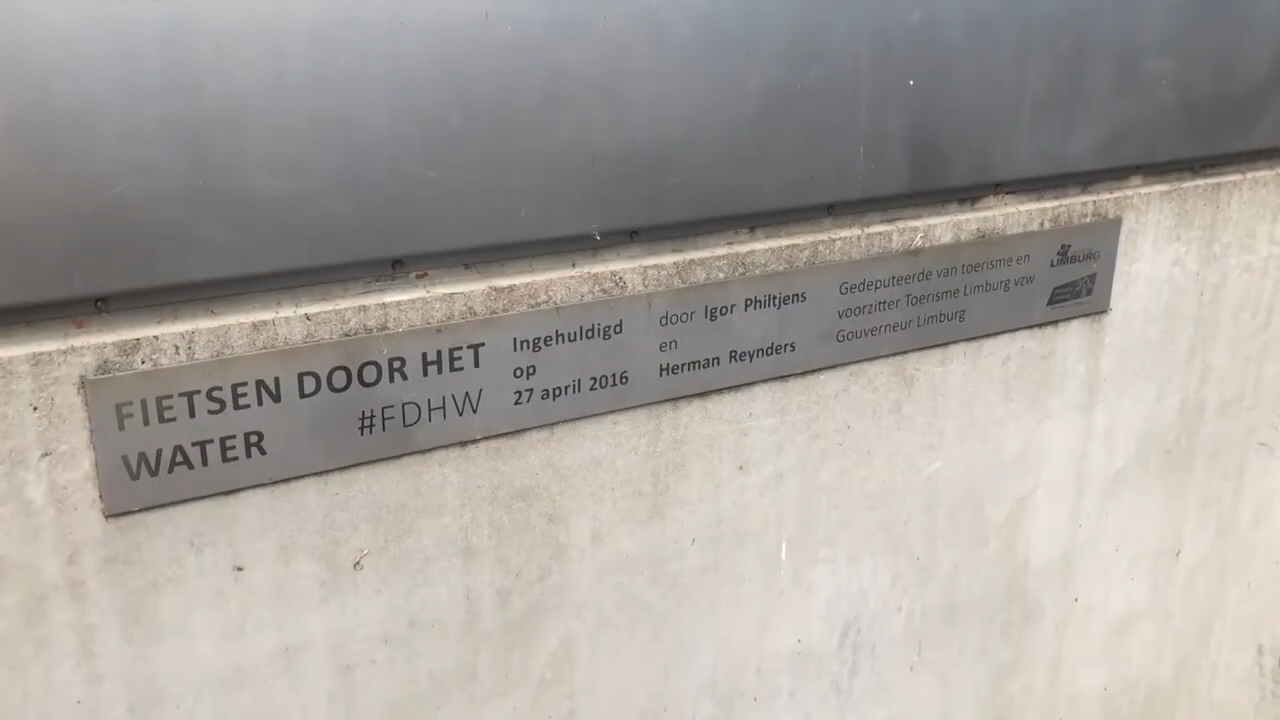 FIETSEN DOOR HET
WATER #FDHW
Ingehuldigd
op
27 april 2016
door Igor Philtjens
en
Herman Reynders
Gedeputeerde van toerisme en
voorzitter Toerisme Limburg vzw
Gouverneur Limburg
LIMBURG